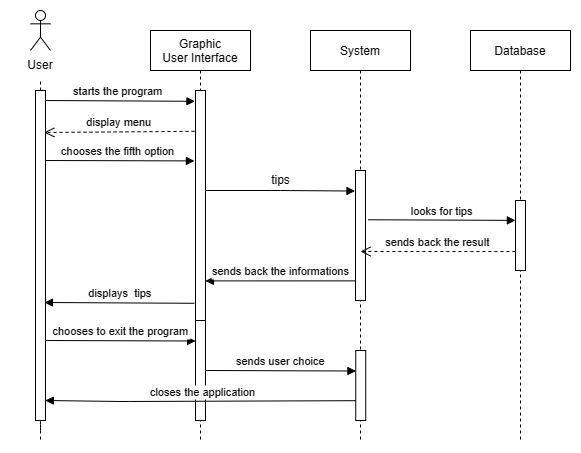 User
Graphic
User Interface
System
Database
starts the program
display menu
chooses the fifth option
tips
looks for tips
sends back the result
sends back the informations
displays tips
chooses to exit the program
sends user choice
closes the application